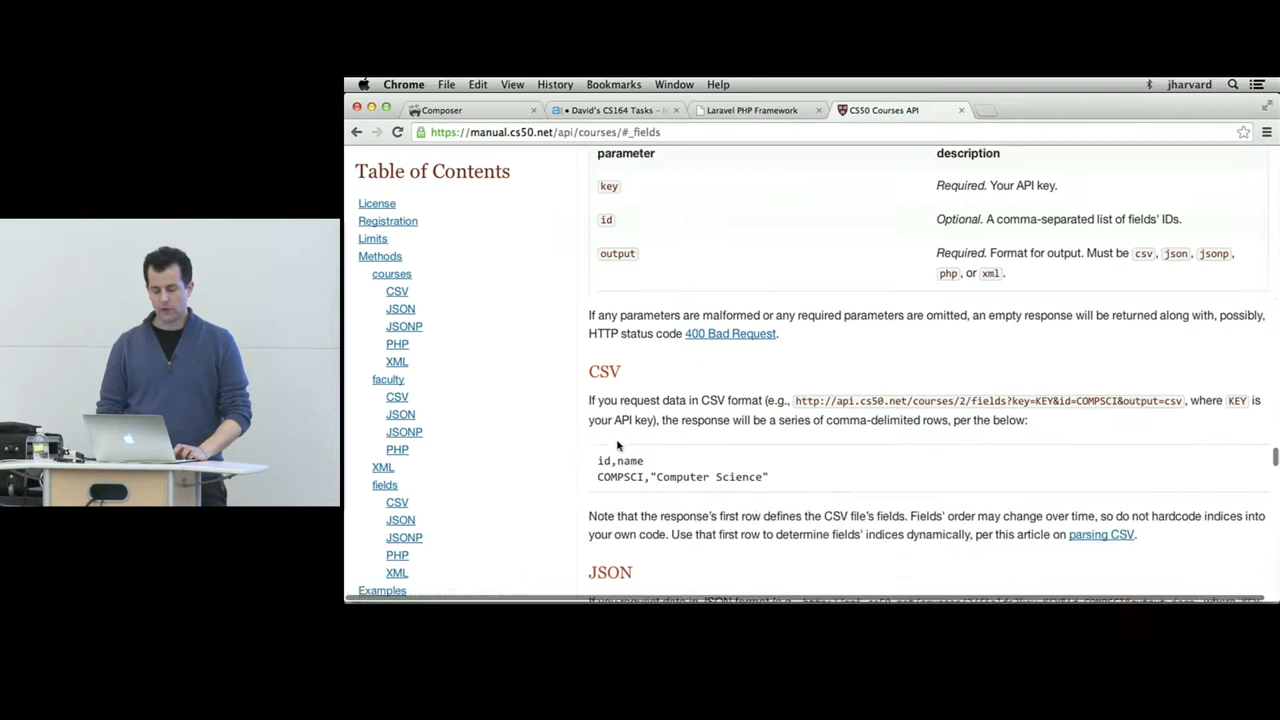 Chrome File Edit View History Bookmarks Window Help jharvard
Composer
David's CS164 Tasks
Laravel PHP Framework
CS50 Courses API
https://manual.cs50.net/api/courses/#_fields
Table of Contents
License
Registration
Limits
Methods
courses
CSV
JSON
JSONP
PHP
XML
faculty
CSV
JSON
JSONP
PHP
XML
fields
CSV
JSON
JSONP
PHP
XML
Examples
parameter description
key Required. Your API key.
id Optional. A comma-separated list of fields' IDs.
output Required. Format for output. Must be csv, json, jsonp,
php, or xml.
If any parameters are malformed or any required parameters are omitted, an empty response will be returned along with, possibly,
HTTP status code 400 Bad Request.
CSV
If you request data in CSV format (e.g., http://api.cs50.net/courses/2/fields?key=KEY&id=COMPSCI&output=csv, where KEY is
your API key), the response will be a series of comma-delimited rows, per the below:
id,name
COMPSCI,"Computer Science"
Note that the response's first row defines the CSV file's fields. Fields' order may change over time, so do not hardcode indices into
your own code. Use that first row to determine fields' indices dynamically, per this article on parsing CSV.
JSON